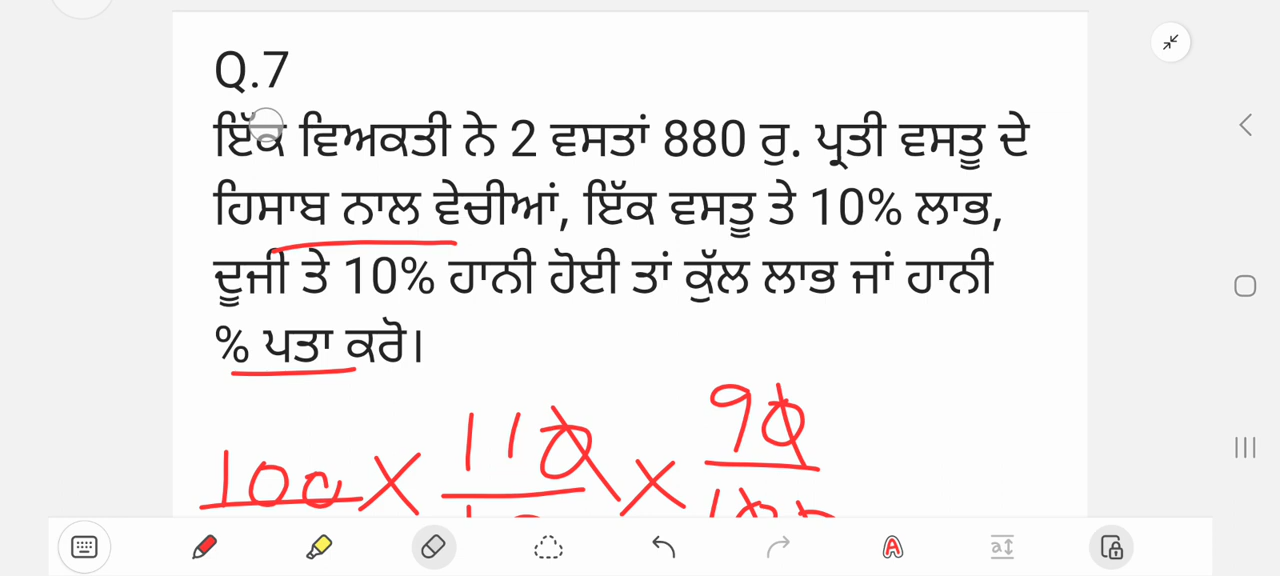 Q.7
ਇੱਕ ਵਿਅਕਤੀ ਨੇ 2 ਵਸਤਾਂ 880 ਰੁ. ਪ੍ਰਤੀ ਵਸਤੂ ਦੇ
ਹਿਸਾਬ ਨਾਲ ਵੇਚੀਆਂ, ਇੱਕ ਵਸਤੂ ਤੇ 10% ਲਾਭ,
ਦੂਜੀ ਤੇ 10% ਹਾਨੀ ਹੋਈ ਤਾਂ ਕੁੱਲ ਲਾਭ ਜਾਂ ਹਾਨੀ
% ਪਤਾ ਕਰੋ।
100 × 110 × 90